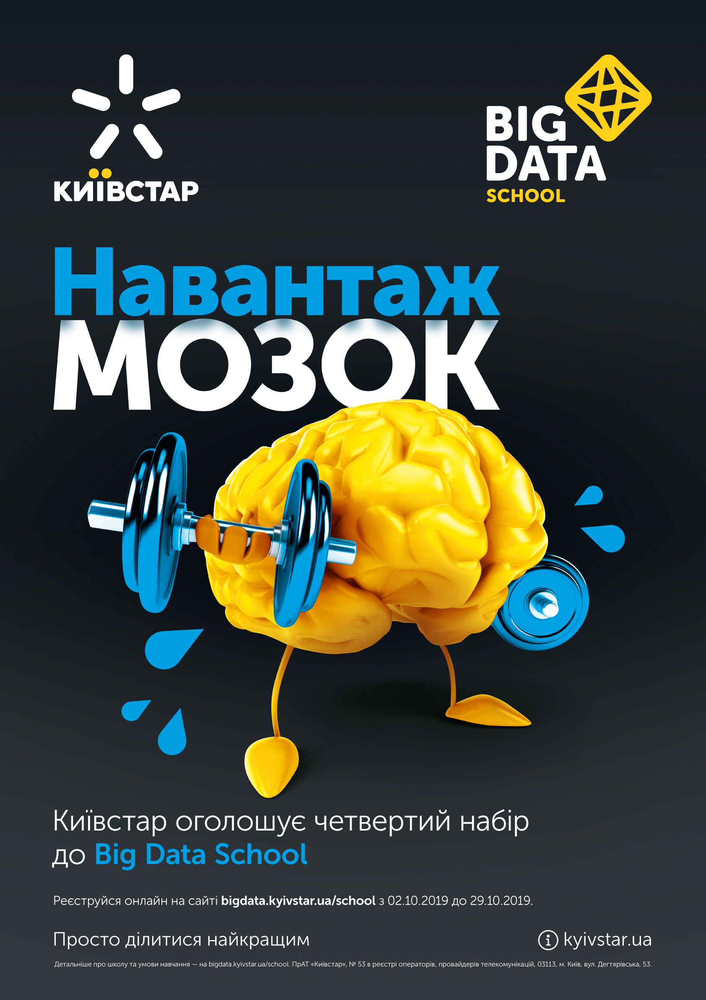 КИЇВСТАР
BIG
DATA
SCHOOL
Навантаж
МОЗОК
Київстар оголошує четвертий набір
до Big Data School
Реєструйся онлайн на сайті bigdata.kyivstar.ua/school з 02.10.2019 до 29.10.2019.
Просто ділитися найкращим
kyivstar.ua
Детальніше про школу та умови навчання — на bigdata.kyivstar.ua/school. ПрАТ «Київстар», № 53 в реєстрі операторів, провайдерів телекомунікацій, 03113, м. Київ, вул. Дегтярівська, 53.